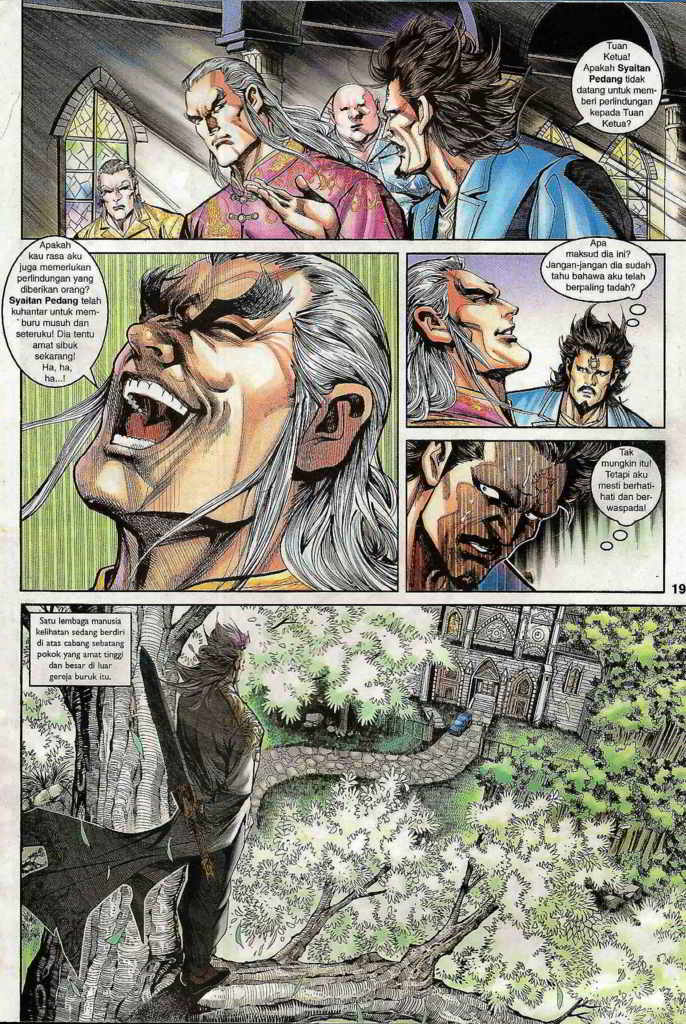 Tuan
Ketua!
Apakah Syaitan
Pedang tidak
datang untuk mem-
beri perlindungan
kepada Tuan
Ketua?
Apakah
kau rasa aku
juga memerlukan
perlindungan yang
diberikan orang?
Syaitan Pedang telah
kuhantar untuk mem-
buru musuh dan
seteruku! Dia tentu
amat sibuk
sekarang!
Ha, ha,
ha...!
Apa
maksud dia ini?
Jangan-jangan dia sudah
tahu bahawa aku telah
berpaling tadah?
Tak
mungkin itu!
Tetapi aku
mesti berhati-
hati dan ber-
waspada!
19
Satu lembaga manusia
kelihatan sedang berdiri
di atas cabang sebatang
pokok yang amat tinggi
dan besar di luar
gereja buruk itu.